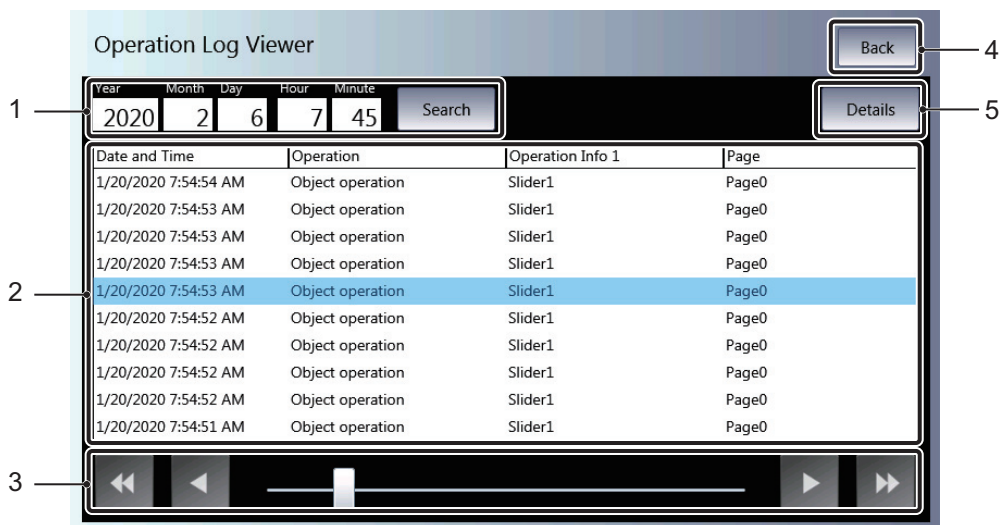 Operation Log Viewer
Back
4
Year Month Day Hour Minute
1
2020 2 6 7 45 Search
Details
5
Date and Time Operation Operation Info 1 Page
1/20/2020 7:54:54 AM Object operation Slider1 Page0
1/20/2020 7:54:53 AM Object operation Slider1 Page0
1/20/2020 7:54:53 AM Object operation Slider1 Page0
1/20/2020 7:54:53 AM Object operation Slider1 Page0
2
1/20/2020 7:54:53 AM Object operation Slider1 Page0
1/20/2020 7:54:52 AM Object operation Slider1 Page0
1/20/2020 7:54:52 AM Object operation Slider1 Page0
1/20/2020 7:54:52 AM Object operation Slider1 Page0
1/20/2020 7:54:52 AM Object operation Slider1 Page0
1/20/2020 7:54:51 AM Object operation Slider1 Page0
3